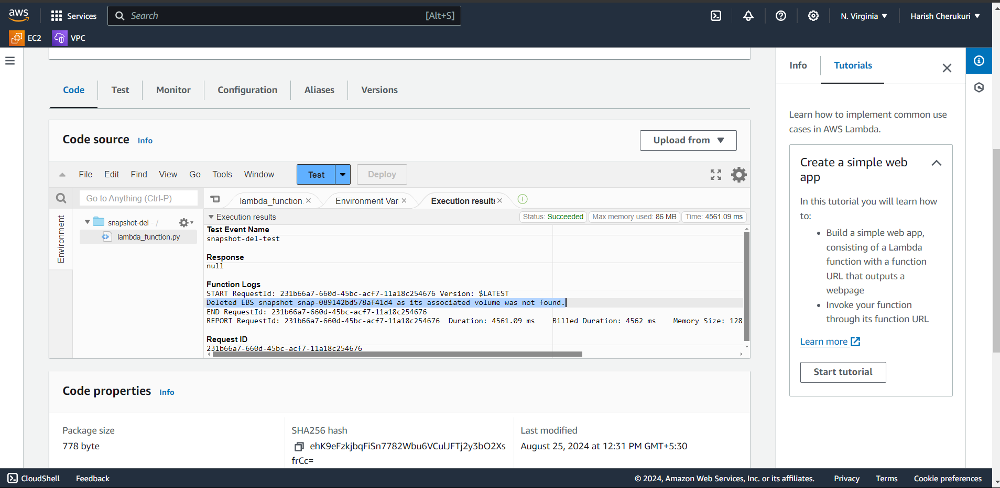 aws
Services
Search [Alt+S]
N. Virginia
Harish Cherukuri
EC2
VPC
Code
Test
Monitor
Configuration
Aliases
Versions
Code source Info
Upload from
File Edit Find View Go Tools Window
Test
Deploy
Go to Anything (Ctrl-P)
Environment
snapshot-del - /
lambda_function.py
lambda_function.
Environment Var
Execution results
Execution results
Status: Succeeded
Max memory used: 86 MB
Time: 4561.09 ms
Test Event Name
snapshot-del-test
Response
null
Function Logs
START RequestId: 231b66a7-660d-45bc-acf7-11a18c254676 Version: $LATEST
Deleted EBS snapshot snap-089142bd578af41d4 as its associated volume was not found.
END RequestId: 231b66a7-660d-45bc-acf7-11a18c254676
REPORT RequestId: 231b66a7-660d-45bc-acf7-11a18c254676 Duration: 4561.09 ms Billed Duration: 4562 ms Memory Size: 128
Request ID
231b66a7-660d-45bc-acf7-11a18c254676
Code properties Info
Package size
778 byte
SHA256 hash
ehK9eFzkjbqFiSn7782Wbu6VCulJFTj2y3bO2Xs
frCc=
Last modified
August 25, 2024 at 12:31 PM GMT+5:30
Info
Tutorials
Learn how to implement common use
cases in AWS Lambda.
Create a simple web
app
In this tutorial you will learn how
to:
• Build a simple web app,
consisting of a Lambda
function with a function
URL that outputs a
webpage
• Invoke your function
through its function URL
Learn more
Start tutorial
CloudShell
Feedback
© 2024, Amazon Web Services, Inc. or its affiliates.
Privacy
Terms
Cookie preferences